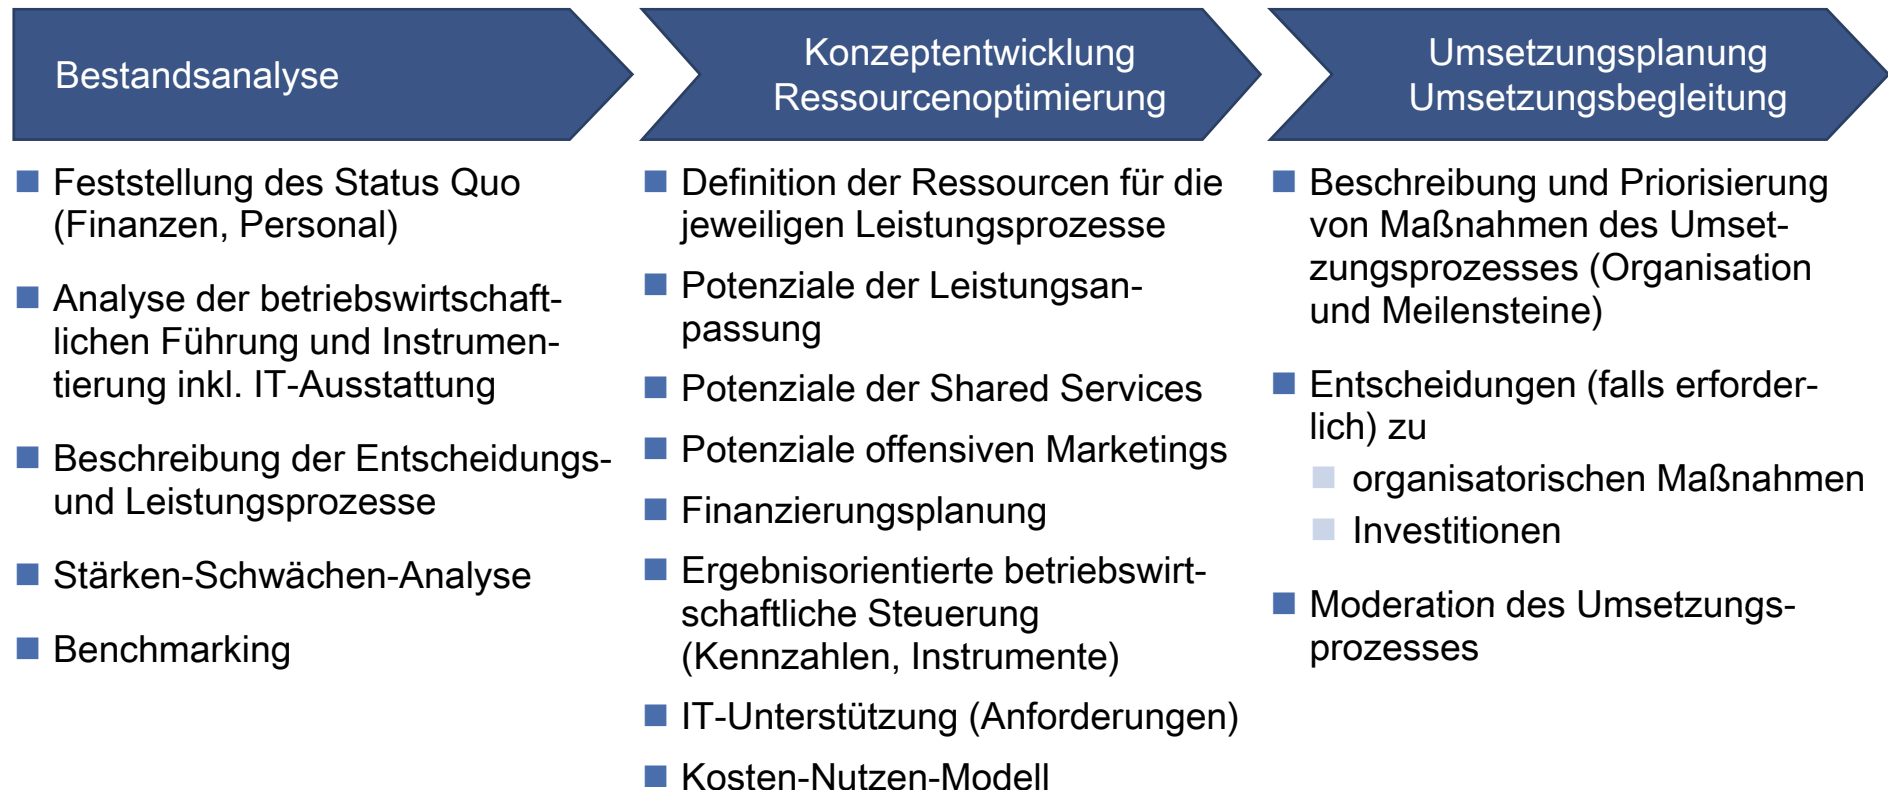 Bestandsanalyse
Feststellung des Status Quo
(Finanzen, Personal)
Analyse der betriebswirtschaft-
lichen Führung und Instrumen-
tierung inkl. IT-Ausstattung
Beschreibung der Entscheidungs-
und Leistungsprozesse
Stärken-Schwächen-Analyse
Benchmarking
Konzeptentwicklung
Ressourcenoptimierung
Definition der Ressourcen für die
jeweiligen Leistungsprozesse
Potenziale der Leistungsan-
passung
Potenziale der Shared Services
Potenziale offensiven Marketings
Finanzierungsplanung
Ergebnisorientierte betriebswirt-
schaftliche Steuerung
(Kennzahlen, Instrumente)
IT-Unterstützung (Anforderungen)
Kosten-Nutzen-Modell
Umsetzungsplanung
Umsetzungsbegleitung
Beschreibung und Priorisierung
von Maßnahmen des Umset-
zungsprozesses (Organisation
und Meilensteine)
Entscheidungen (falls erforder-
lich) zu
organisatorischen Maßnahmen
Investitionen
Moderation des Umsetzungs-
prozesses